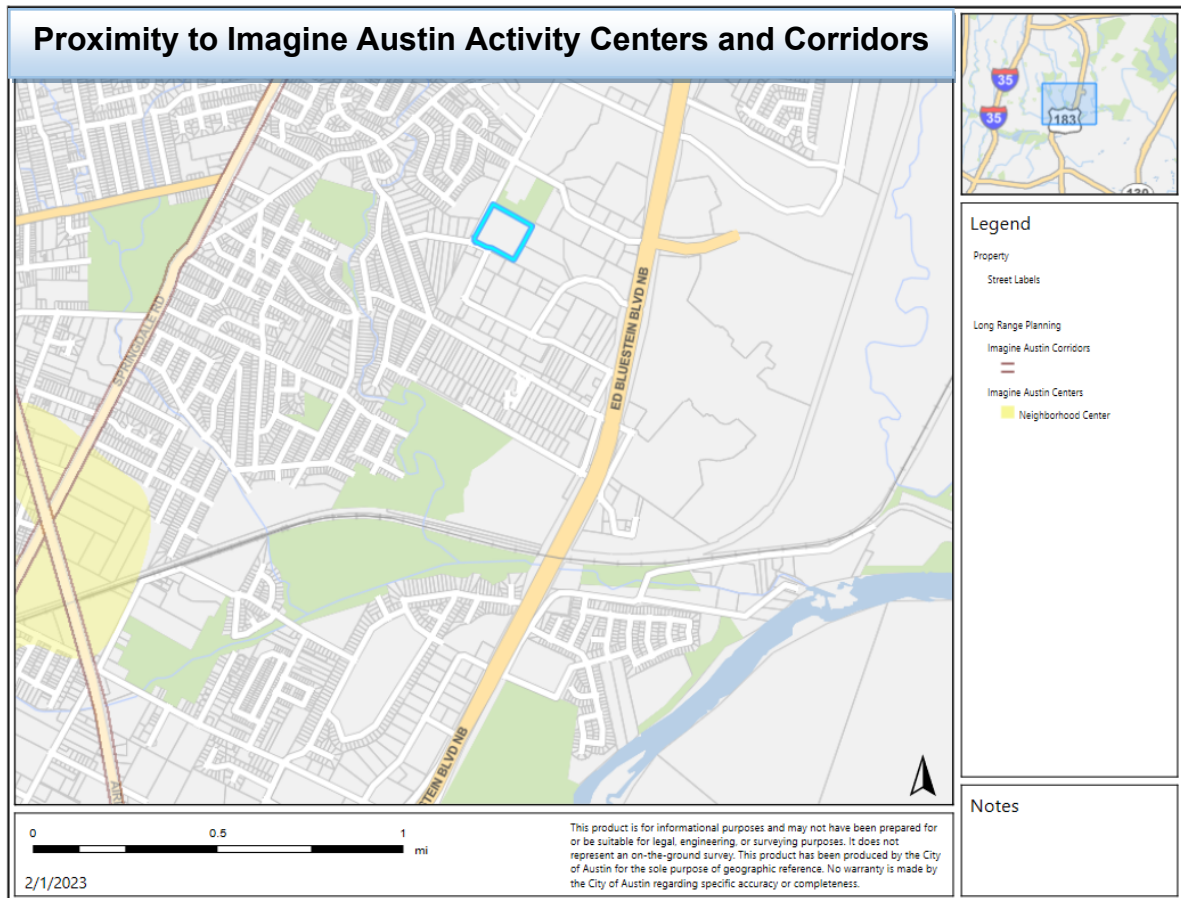 Proximity to Imagine Austin Activity Centers and Corridors
35
35
183
130
SPRINGDALE RD
ED BLUESTEIN BLVD NB
STEIN BLVD NB
AIR
Legend
Property
Street Labels
Long Range Planning
Imagine Austin Corridors
Imagine Austin Centers
Neighborhood Center
Notes
0 0.5 1
mi
2/1/2023
This product is for informational purposes and may not have been prepared for
or be suitable for legal, engineering, or surveying purposes. It does not
represent an on-the-ground survey. This product has been produced by the City
of Austin for the sole purpose of geographic reference. No warranty is made by
the City of Austin regarding specific accuracy or completeness.